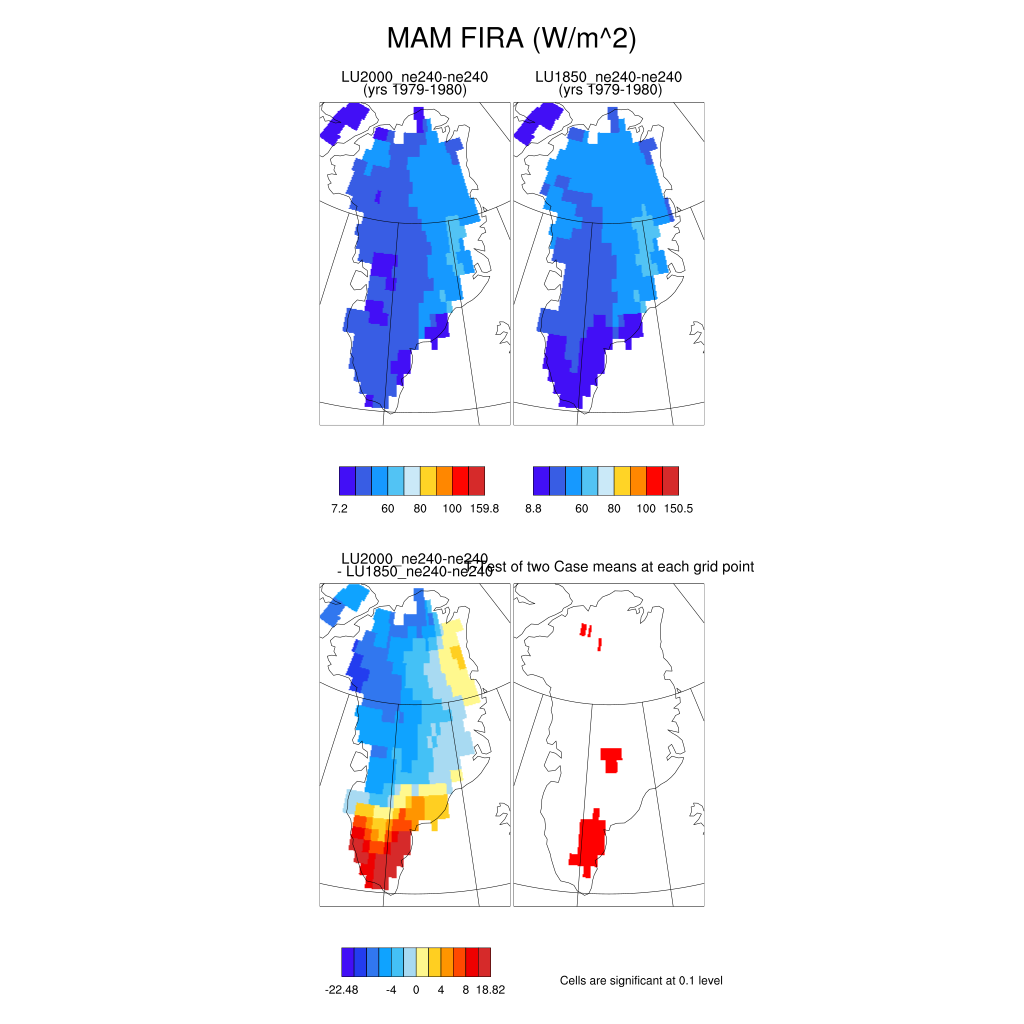 MAM FIRA (W/m^2)
LU2000_ne240-ne240
(yrs 1979-1980)
LU1850_ne240-ne240
(yrs 1979-1980)
7.2 60 80 100 159.8
8.8 60 80 100 150.5
LU2000_ne240-ne240
- LU1850_ne240-ne240
T-Test of two Case means at each grid point
-22.48 -4 0 4 8 18.82
Cells are significant at 0.1 level